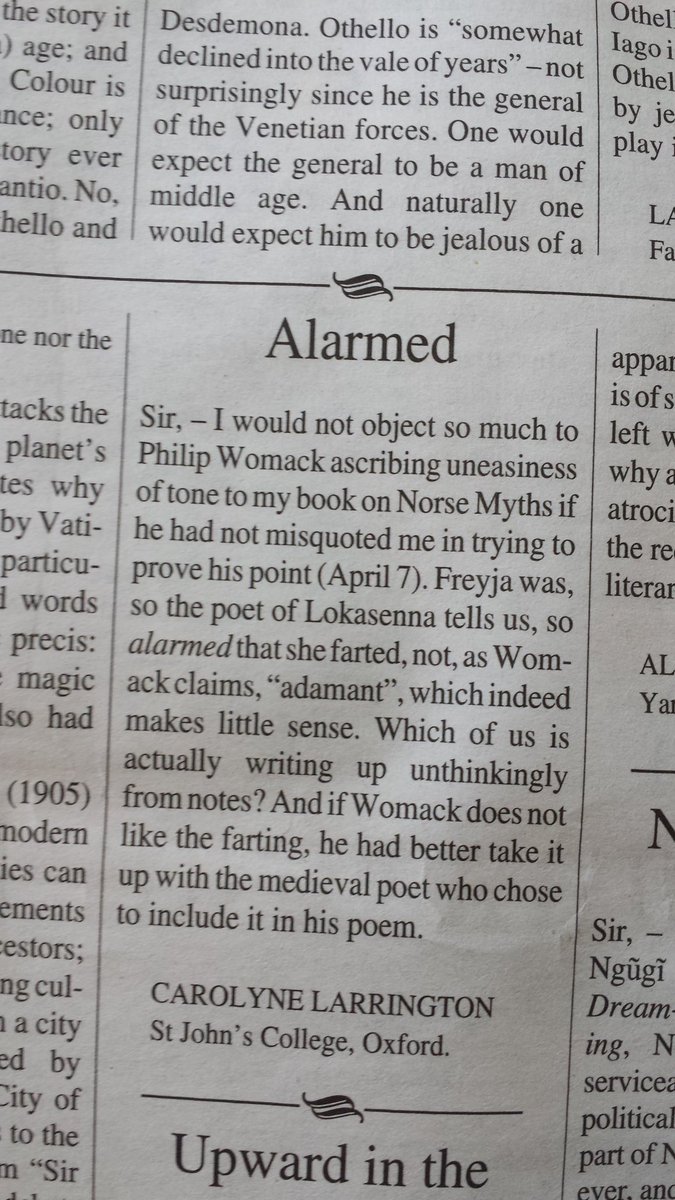 the story it
) age; and
Colour is
ance; only
tory ever
antio. No,
hello and
Desdemona. Othello is “somewhat
declined into the vale of years” – not
surprisingly since he is the general
of the Venetian forces. One would
expect the general to be a man of
middle age. And naturally one
would expect him to be jealous of a
Othel
Iago i
Othel
by je
play i
LA
Fa
ne nor the
tacks the
planet’s
tes why
by Vati-
particu-
d words
precis:
magic
lso had
(1905)
modern
ies can
ements
cestors;
ng cul-
n a city
ed by
City of
s to the
m “Sir
Alarmed
Sir, – I would not object so much to
Philip Womack ascribing uneasiness
of tone to my book on Norse Myths if
he had not misquoted me in trying to
prove his point (April 7). Freyja was,
so the poet of Lokasenna tells us, so
alarmed that she farted, not, as Wom-
ack claims, “adamant”, which indeed
makes little sense. Which of us is
actually writing up unthinkingly
from notes? And if Womack does not
like the farting, he had better take it
up with the medieval poet who chose
to include it in his poem.
CAROLYNE LARRINGTON
St John’s College, Oxford.
Upward in the
appar
is of s
left w
why a
atroci
the re
literar
AL
Yar
N
Sir, –
Ngũgĩ
Dream-
ing, N
servicea
political
part of N
ever, and